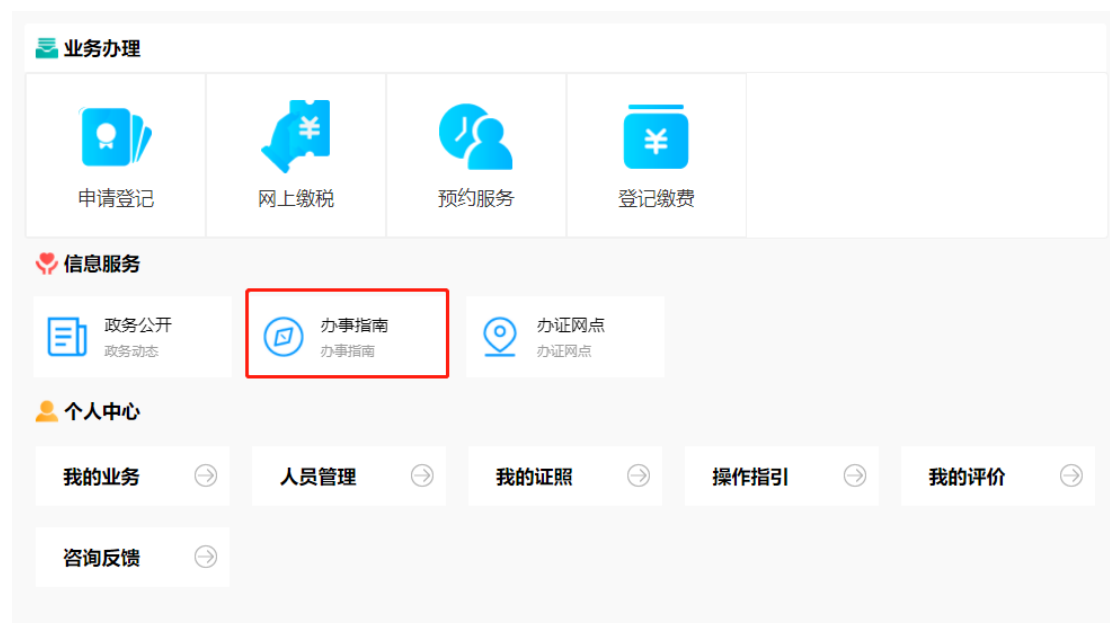 业务办理
申请登记
网上缴税
预约服务
登记缴费
信息服务
政务公开
政务动态
办事指南
办事指南
办证网点
办证网点
个人中心
我的业务
人员管理
我的证照
操作指引
我的评价
咨询反馈